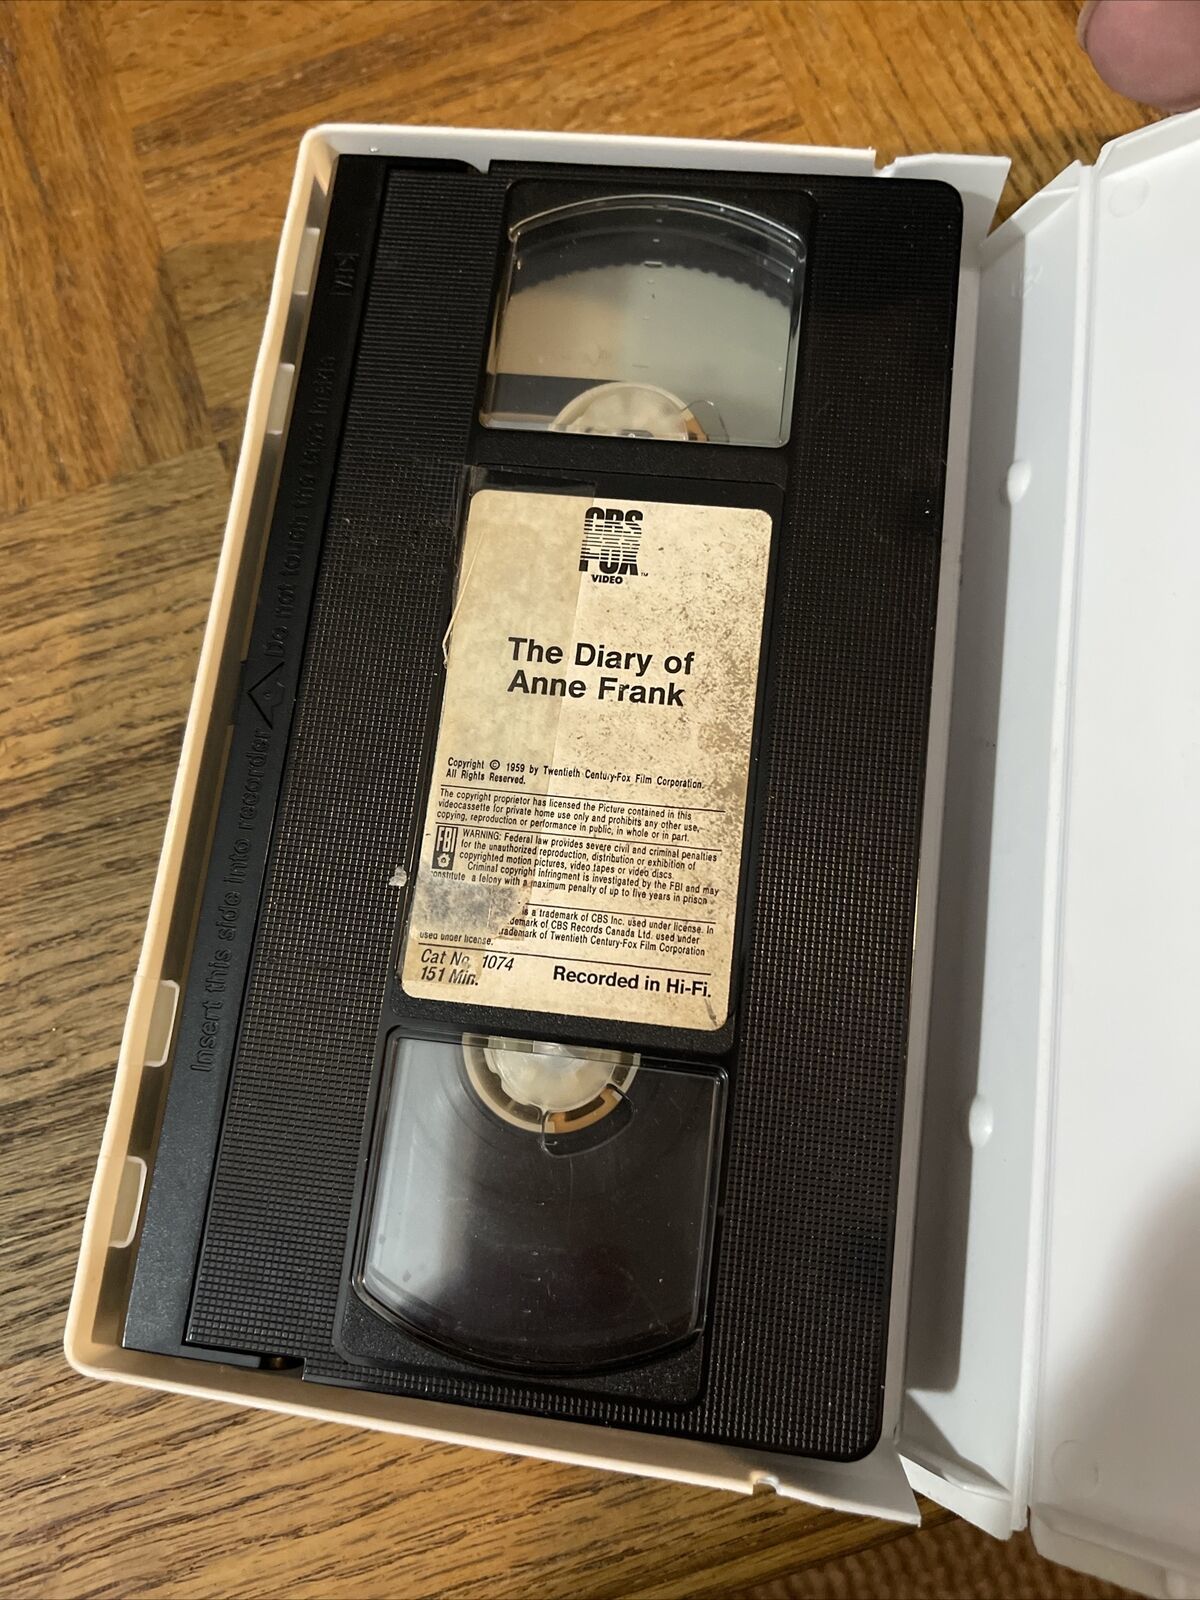 CBS
FOX
VIDEO
The Diary of
Anne Frank
Copyright © 1959 by Twentieth Century-Fox Film Corporation.
All Rights Reserved.
The copyright proprietor has licensed the Picture contained in this
videocassette for private home use only and prohibits any other use,
copying, reproduction or performance in public, in whole or in part.
FBI
WARNING: Federal law provides severe civil and criminal penalties
for the unauthorized reproduction, distribution or exhibition of
copyrighted motion pictures, video tapes or video discs.
Criminal copyright infringment is investigated by the FBI and may
onstitute a felony with a maximum penalty of up to five years in prison
is a trademark of CBS Inc. used under license. In
demark of CBS Records Canada Ltd. used under
rademark of Twentieth Century-Fox Film Corporation
used under license.
Cat No. 1074
151 Min.
Recorded in Hi-Fi.
Insert this side into recorder
Do not touch the tape inside